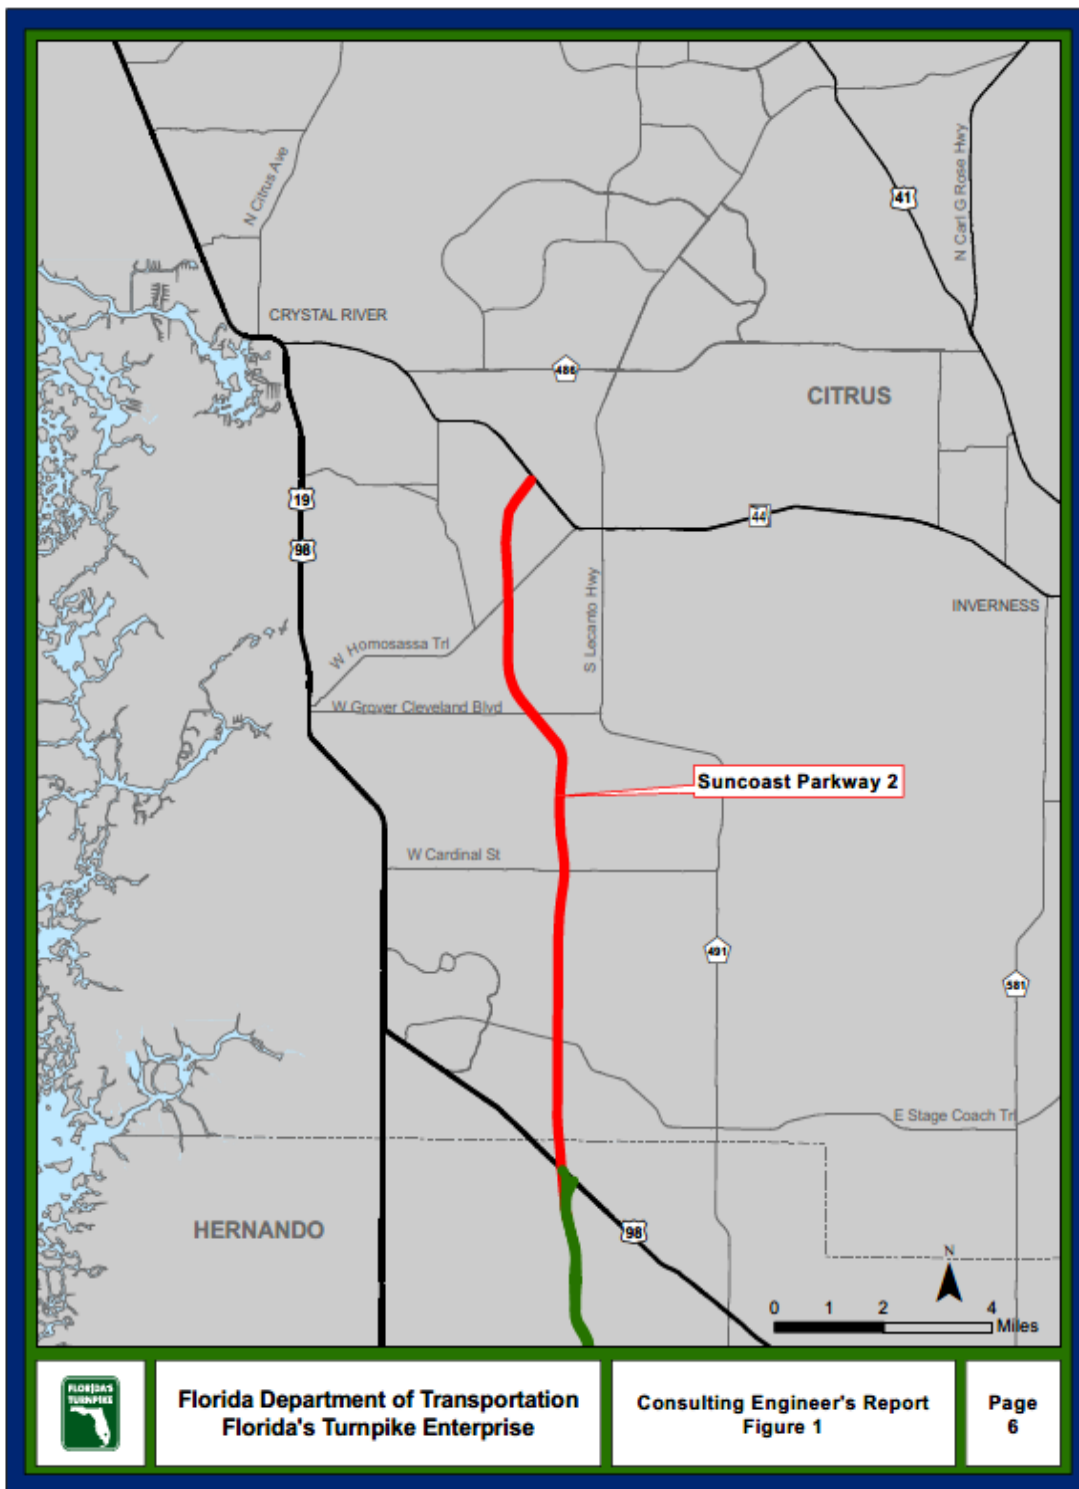 N Citrus Ave
41
N Carl G Rose Hwy
CRYSTAL RIVER
486
CITRUS
19
98
44
S Lecanto Hwy
INVERNESS
W Homosassa Trl
W Grover Cleveland Blvd
Suncoast Parkway 2
W Cardinal St
491
581
E Stage Coach Trl
HERNANDO
98
N
0 1 2 4
Miles
FLORIDA'S
TURNPIKE
Florida Department of Transportation
Florida's Turnpike Enterprise
Consulting Engineer's Report
Figure 1
Page
6